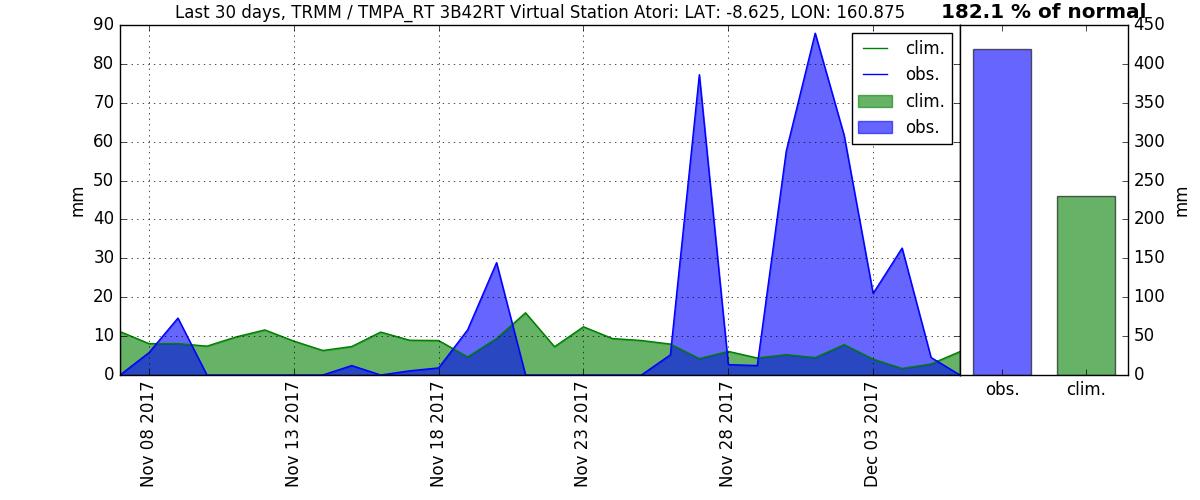 Last 30 days, TRMM / TMPA_RT 3B42RT Virtual Station Atori: LAT: -8.625, LON: 160.875
182.1 % of normal
90
80
70
60
50
40
30
20
10
0
mm
clim.
obs.
clim.
obs.
450
400
350
300
250
200
150
100
50
0
mm
obs.
clim.
Nov 08 2017
Nov 13 2017
Nov 18 2017
Nov 23 2017
Nov 28 2017
Dec 03 2017